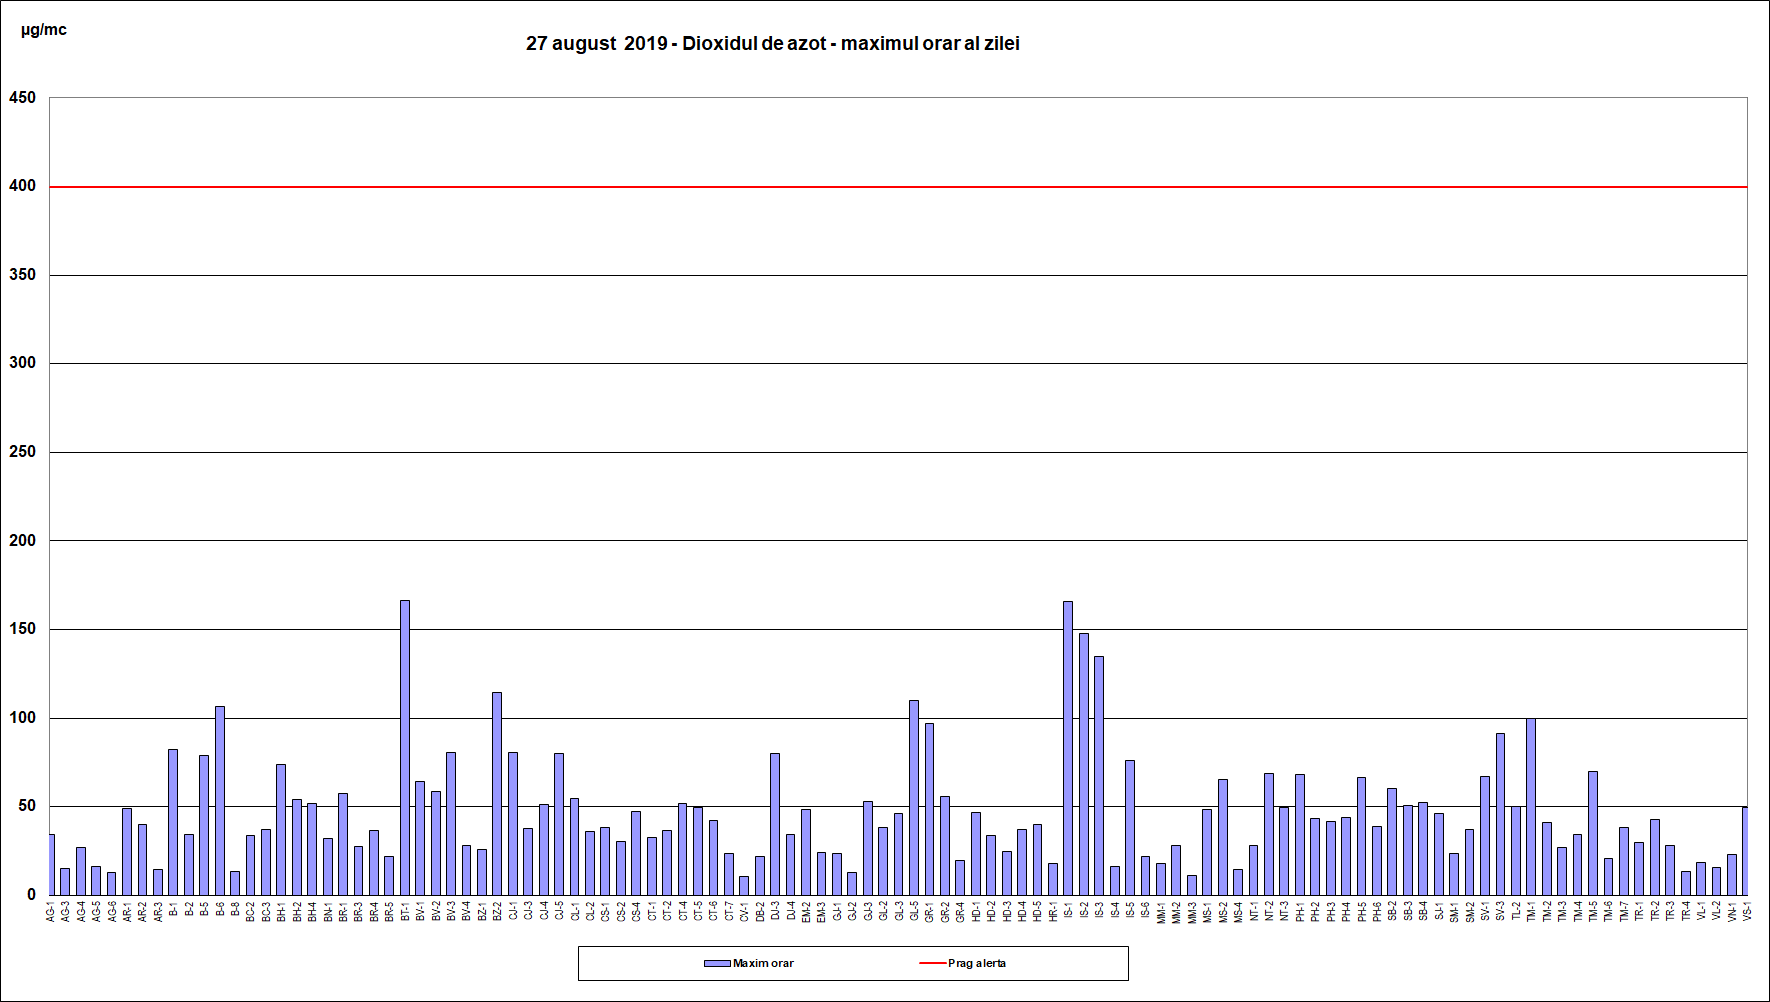 µg/mc
27 august 2019 - Dioxidul de azot - maximul orar al zilei
450
400
350
300
250
200
150
100
50
0
AG-1 AG-3 AG-4 AG-5 AG-6 AR-1 AR-2 AR-3 B-1 B-2 B-5 B-6 B-8 BC-2 BC-3 BH-1 BH-2 BH-4 BN-1 BR-1 BR-3 BR-4 BR-5 BT-1 BV-1 BV-2 BV-3 BV-4 BZ-1 BZ-2 CJ-1 CJ-3 CJ-4 CJ-5 CL-1 CL-2 CS-1 CS-2 CS-4 CT-1 CT-2 CT-4 CT-5 CT-6 CT-7 CV-1 DB-2 DJ-3 DJ-4 EM-2 EM-3 GJ-1 GJ-2 GJ-3 GL-2 GL-3 GL-5 GR-1 GR-2 GR-4 HD-1 HD-2 HD-3 HD-4 HD-5 HR-1 IS-1 IS-2 IS-3 IS-4 IS-5 IS-6 MM-1 MM-2 MM-3 MS-1 MS-2 MS-4 NT-1 NT-2 NT-3 PH-1 PH-2 PH-3 PH-4 PH-5 PH-6 SB-2 SB-3 SB-4 SJ-1 SM-1 SM-2 SV-1 SV-3 TL-2 TM-1 TM-2 TM-3 TM-4 TM-5 TM-6 TM-7 TR-1 TR-2 TR-3 TR-4 VL-1 VL-2 VN-1 VS-1
Maxim orar Prag alerta